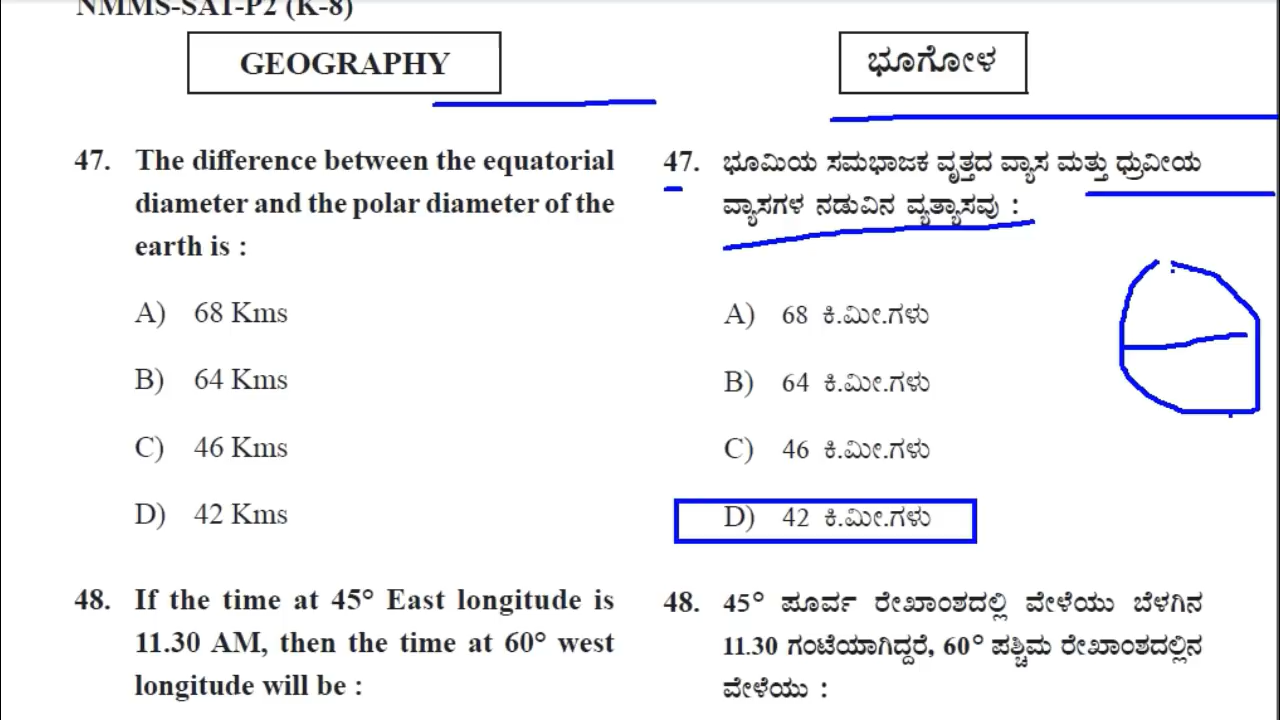 NMMS-SAT-P2 (K-8)
GEOGRAPHY
47. The difference between the equatorial
diameter and the polar diameter of the
earth is :
A) 68 Kms
B) 64 Kms
C) 46 Kms
D) 42 Kms
48. If the time at 45° East longitude is
11.30 AM, then the time at 60° west
longitude will be :
ಭೂಗೋಳ
47. ಭೂಮಿಯ ಸಮಭಾಜಕ ವೃತ್ತದ ವ್ಯಾಸ ಮತ್ತು ಧ್ರುವೀಯ
ವ್ಯಾಸಗಳ ನಡುವಿನ ವ್ಯತ್ಯಾಸವು :
A) 68 ಕಿ.ಮೀ.ಗಳು
B) 64 ಕಿ.ಮೀ.ಗಳು
C) 46 ಕಿ.ಮೀ.ಗಳು
D) 42 ಕಿ.ಮೀ.ಗಳು
48. 45° ಪೂರ್ವ ರೇಖಾಂಶದಲ್ಲಿ ವೇಳೆಯು ಬೆಳಗಿನ
11.30 ಗಂಟೆಯಾಗಿದ್ದರೆ, 60° ಪಶ್ಚಿಮ ರೇಖಾಂಶದಲ್ಲಿನ
ವೇಳೆಯು :